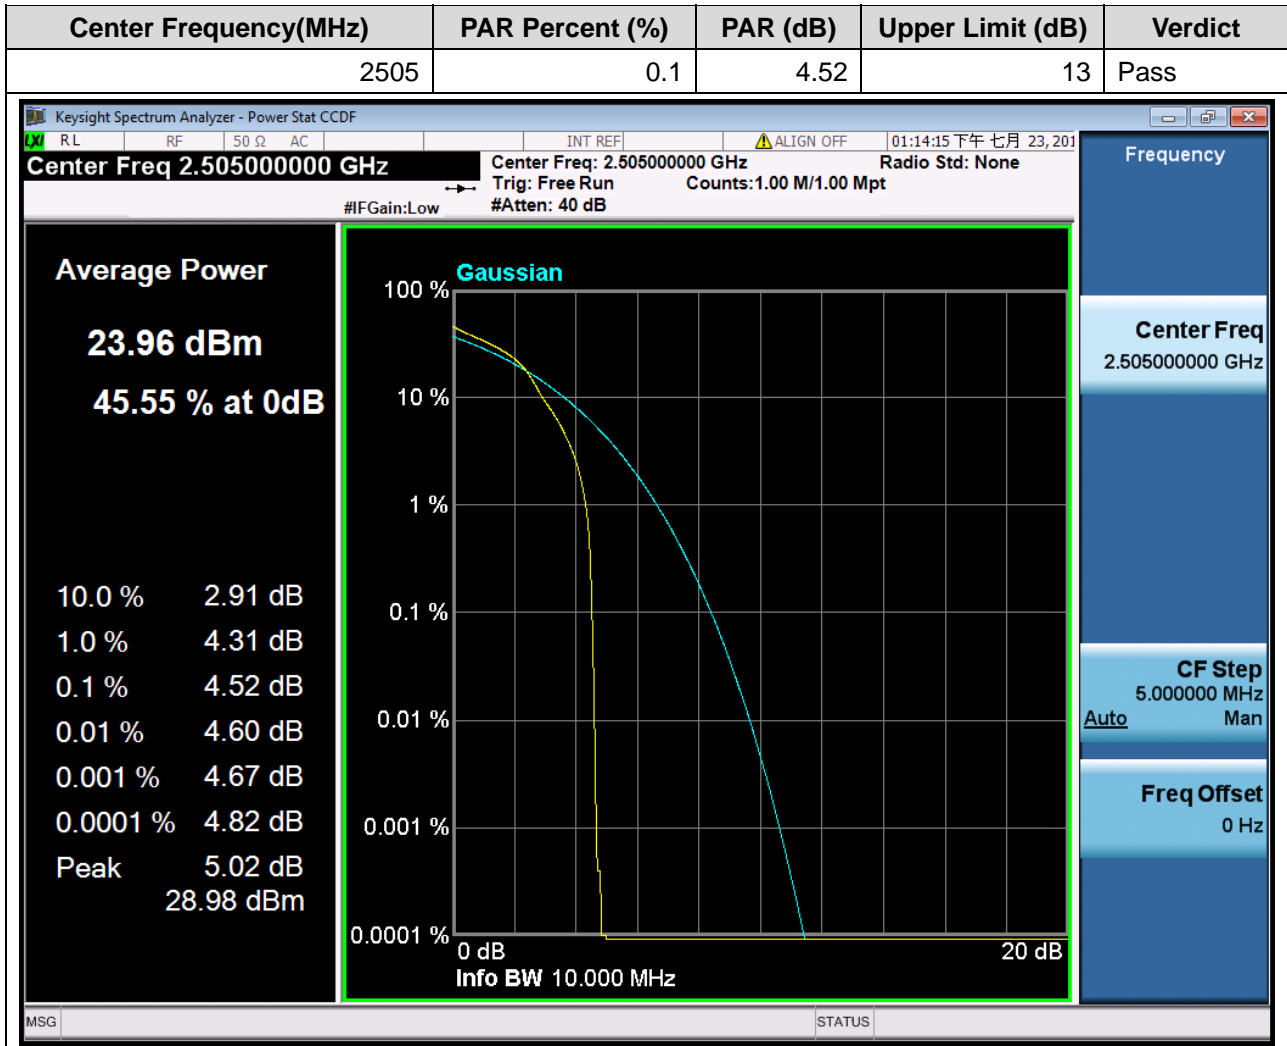 Center Frequency(MHz) PAR Percent (%) PAR (dB) Upper Limit (dB) Verdict
2505 0.1 4.52 13 Pass
Keysight Spectrum Analyzer - Power Stat CCDF
LXI RL RF 50 Ω AC INT REF ALIGN OFF 01:14:15 下午 七月 23, 201
Center Freq 2.505000000 GHz
Center Freq: 2.505000000 GHz Radio Std: None
Trig: Free Run Counts:1.00 M/1.00 Mpt
#IFGain:Low #Atten: 40 dB
Average Power
23.96 dBm
45.55 % at 0dB
10.0 % 2.91 dB
1.0 % 4.31 dB
0.1 % 4.52 dB
0.01 % 4.60 dB
0.001 % 4.67 dB
0.0001 % 4.82 dB
Peak 5.02 dB
28.98 dBm
Gaussian
100 %
10 %
1 %
0.1 %
0.01 %
0.001 %
0.0001 %
0 dB 20 dB
Info BW 10.000 MHz
Frequency
Center Freq
2.505000000 GHz
CF Step
5.000000 MHz
Auto Man
Freq Offset
0 Hz
MSG STATUS